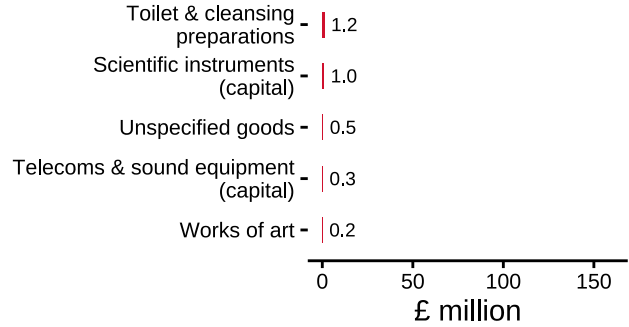 Toilet & cleansing
preparations
1.2
Scientific instruments
(capital)
1.0
Unspecified goods
0.5
Telecoms & sound equipment
(capital)
0.3
Works of art
0.2
0 50 100 150
£ million